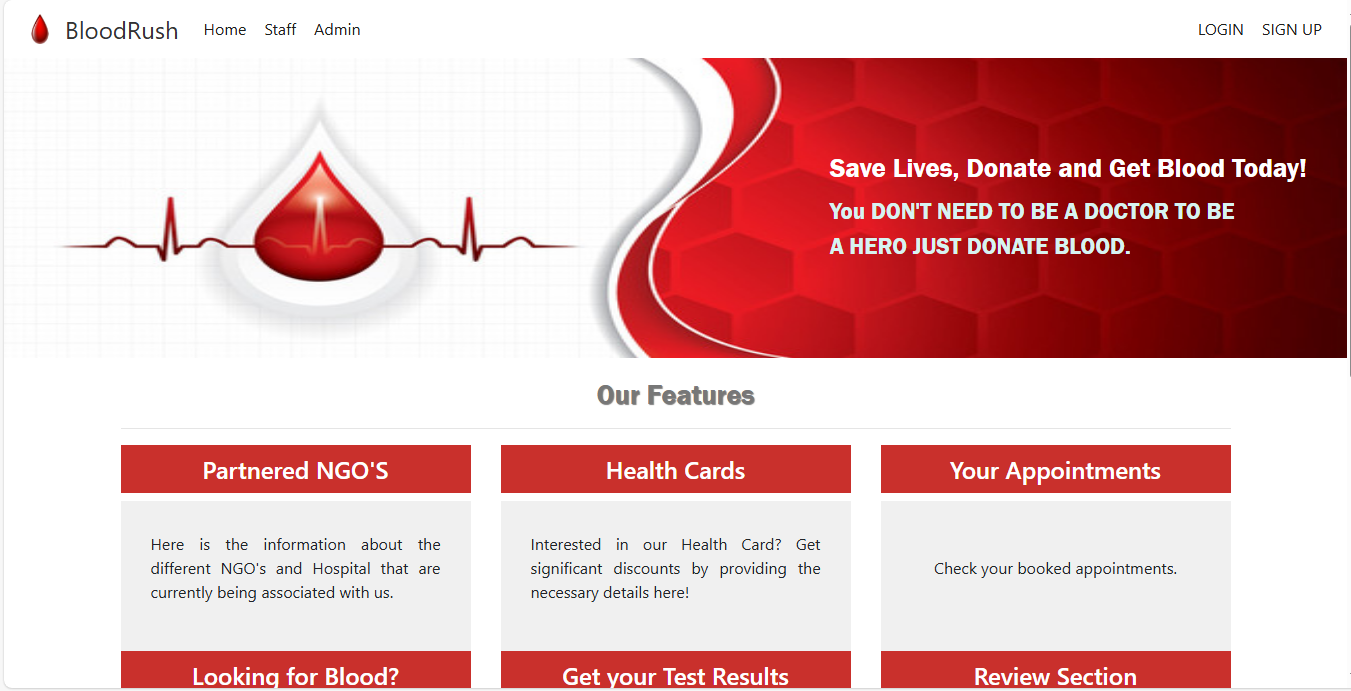 BloodRush Home Staff Admin LOGIN SIGN UP
Save Lives, Donate and Get Blood Today!
You DON'T NEED TO BE A DOCTOR TO BE
A HERO JUST DONATE BLOOD.
Our Features
Partnered NGO'S
Here is the information about the
different NGO's and Hospital that are
currently being associated with us.
Health Cards
Interested in our Health Card? Get
significant discounts by providing the
necessary details here!
Your Appointments
Check your booked appointments.
Looking for Blood?
Get your Test Results
Review Section